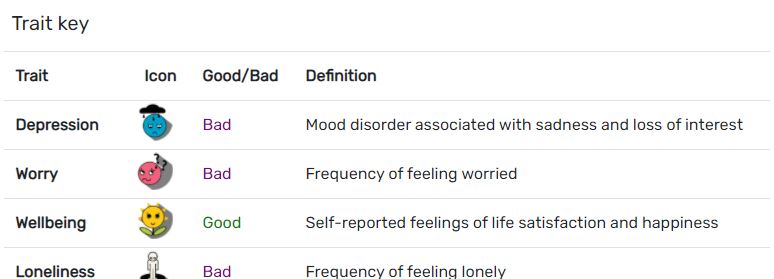 Trait key
Trait Icon Good/Bad Definition
Depression Bad Mood disorder associated with sadness and loss of interest
Worry Bad Frequency of feeling worried
Wellbeing Good Self-reported feelings of life satisfaction and happiness
Loneliness Bad Frequency of feeling lonely